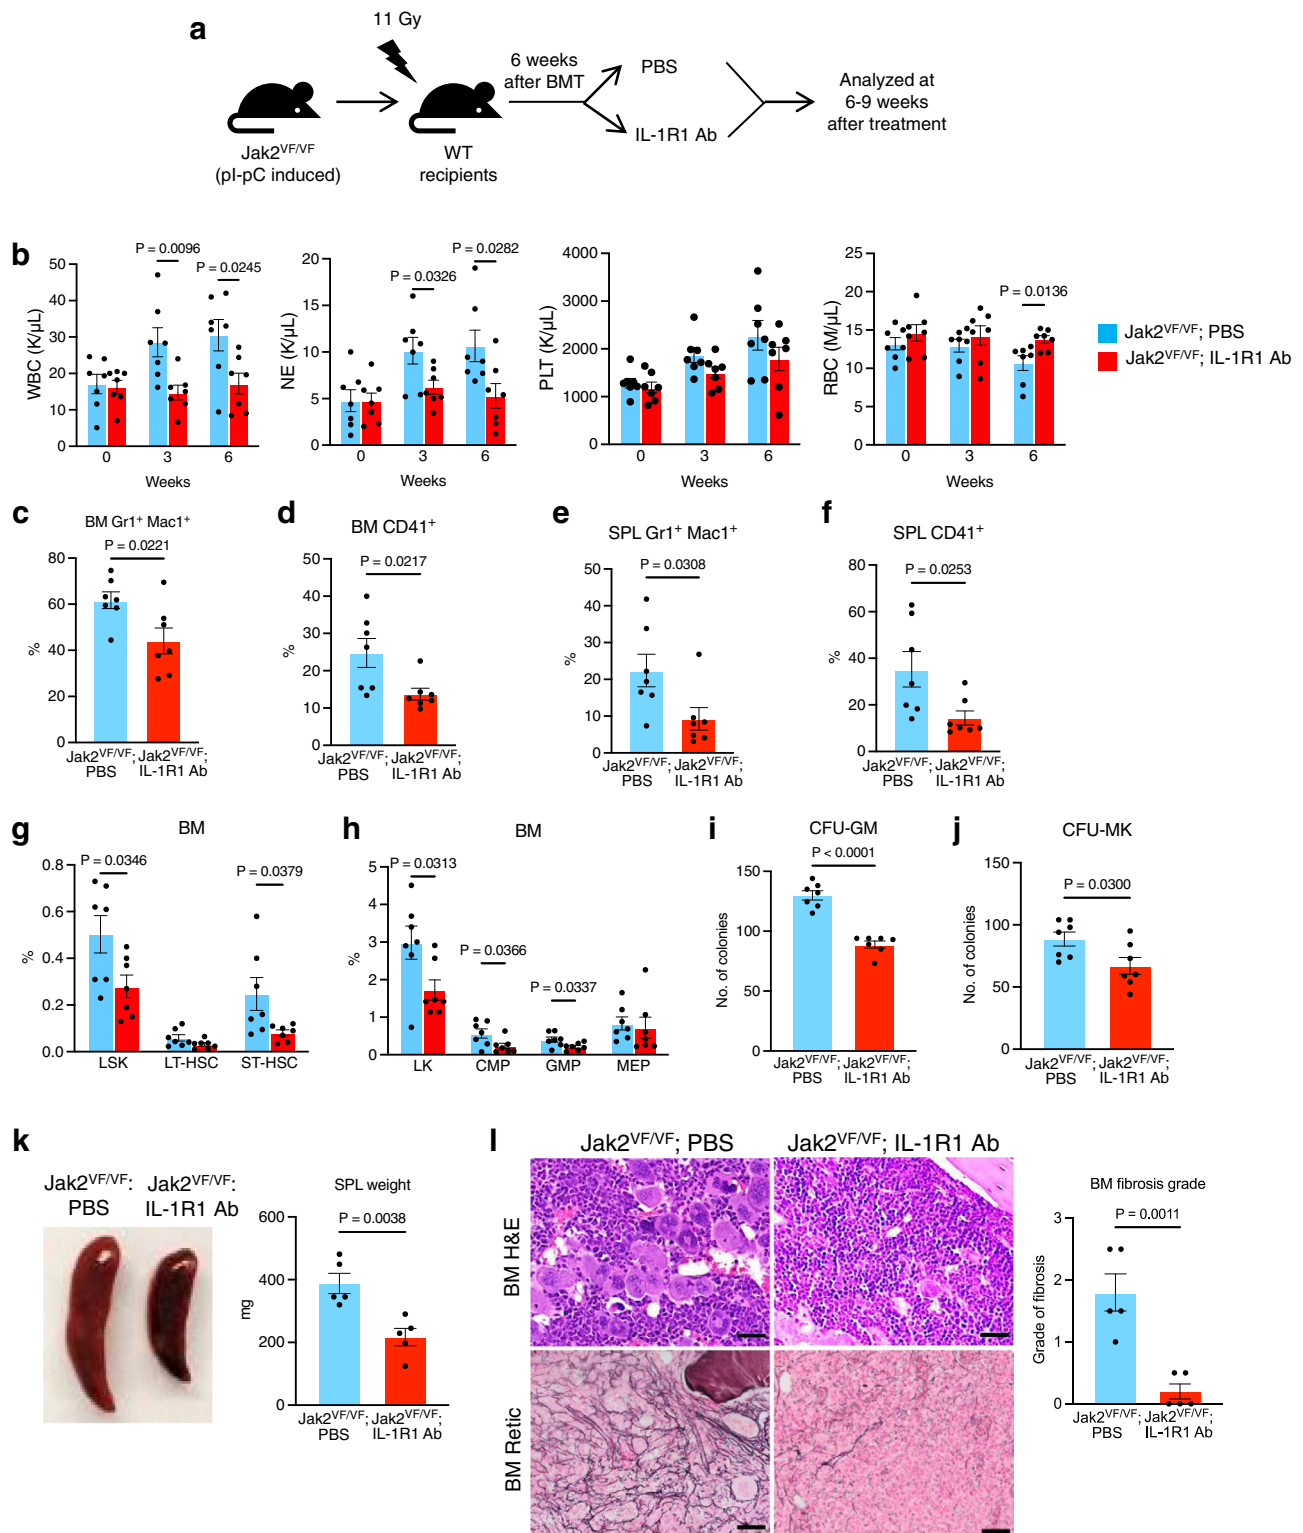 a
11 Gy
6 weeks
after BMT
PBS
IL-1R1 Ab
Analyzed at
6-9 weeks
after treatment
Jak2VF/VF
(pI-pC induced)
WT
recipients
b
WBC (K/µL)
50
40
30
20
10
0
P = 0.0096
P = 0.0245
0 3 6
Weeks
NE (K/µL)
20
15
10
5
0
P = 0.0326
P = 0.0282
0 3 6
Weeks
PLT (K/µL)
4000
3000
2000
1000
0
0 3 6
Weeks
RBC (M/µL)
25
20
15
10
5
0
P = 0.0136
0 3 6
Weeks
Jak2VF/VF; PBS
Jak2VF/VF; IL-1R1 Ab
c
BM Gr1+ Mac1+
P = 0.0221
%
80
60
40
20
0
Jak2VF/VF; PBS
Jak2VF/VF; IL-1R1 Ab
d
BM CD41+
P = 0.0217
%
50
40
30
20
10
0
Jak2VF/VF; PBS
Jak2VF/VF; IL-1R1 Ab
e
SPL Gr1+ Mac1+
P = 0.0308
%
50
40
30
20
10
0
Jak2VF/VF; PBS
Jak2VF/VF; IL-1R1 Ab
f
SPL CD41+
P = 0.0253
%
80
60
40
20
0
Jak2VF/VF; PBS
Jak2VF/VF; IL-1R1 Ab
g
BM
P = 0.0346
P = 0.0379
%
0.8
0.6
0.4
0.2
0.0
LSK LT-HSC ST-HSC
h
BM
P = 0.0313
P = 0.0366
P = 0.0337
%
5
4
3
2
1
0
LK CMP GMP MEP
i
CFU-GM
P < 0.0001
No. of colonies
150
100
50
0
Jak2VF/VF; PBS
Jak2VF/VF; IL-1R1 Ab
j
CFU-MK
P = 0.0300
No. of colonies
150
100
50
0
Jak2VF/VF; PBS
Jak2VF/VF; IL-1R1 Ab
k
Jak2VF/VF:
PBS
Jak2VF/VF:
IL-1R1 Ab
SPL weight
P = 0.0038
mg
600
400
200
0
Jak2VF/VF; PBS
Jak2VF/VF; IL-1R1 Ab
l
Jak2VF/VF; PBS
Jak2VF/VF; IL-1R1 Ab
BM H&E
BM Retic
BM fibrosis grade
P = 0.0011
Grade of fibrosis
3
2
1
0
Jak2VF/VF; PBS
Jak2VF/VF; IL-1R1 Ab